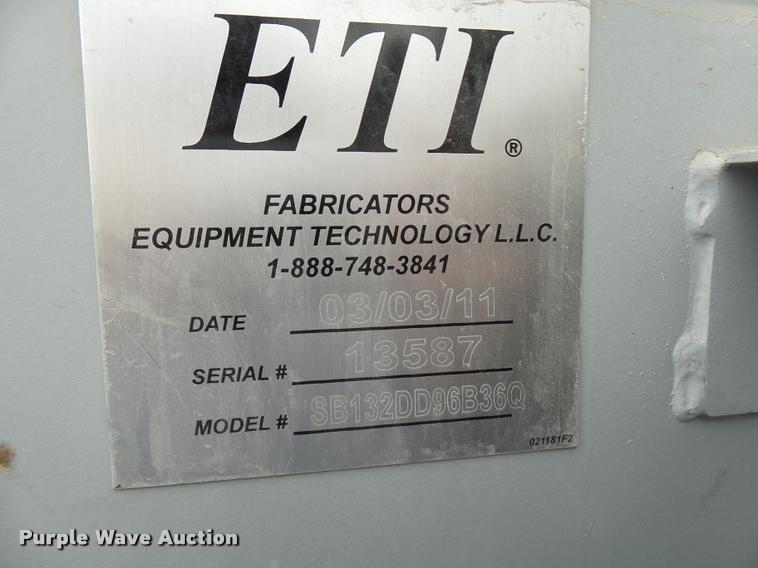 ETI ®
FABRICATORS
EQUIPMENT TECHNOLOGY L.L.C.
1-888-748-3841
DATE 03/03/11
SERIAL # 13587
MODEL # SB132DD96B36Q
021181F2
Purple Wave Auction